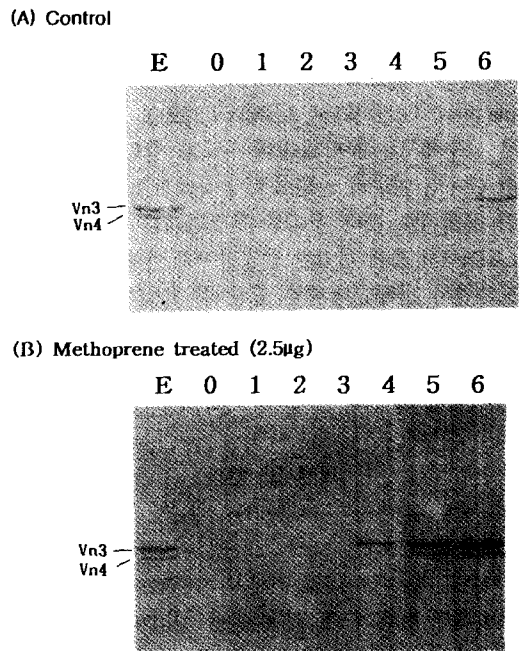 (A) Control
E 0 1 2 3 4 5 6
Vn3
Vn4
(B) Methoprene treated (2.5μg)
E 0 1 2 3 4 5 6
Vn3
Vn4